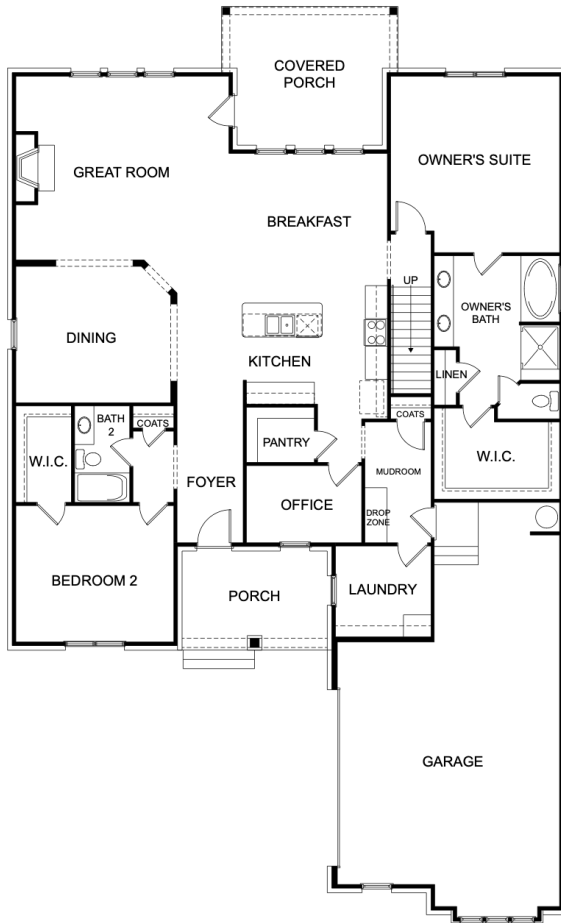 COVERED
PORCH
GREAT ROOM
OWNER'S SUITE
BREAKFAST
UP
OWNER'S
BATH
DINING
KITCHEN
LINEN
COATS
BATH
2
COATS
W.I.C.
PANTRY
MUDROOM
W.I.C.
FOYER
OFFICE
DROP
ZONE
BEDROOM 2
PORCH
LAUNDRY
GARAGE